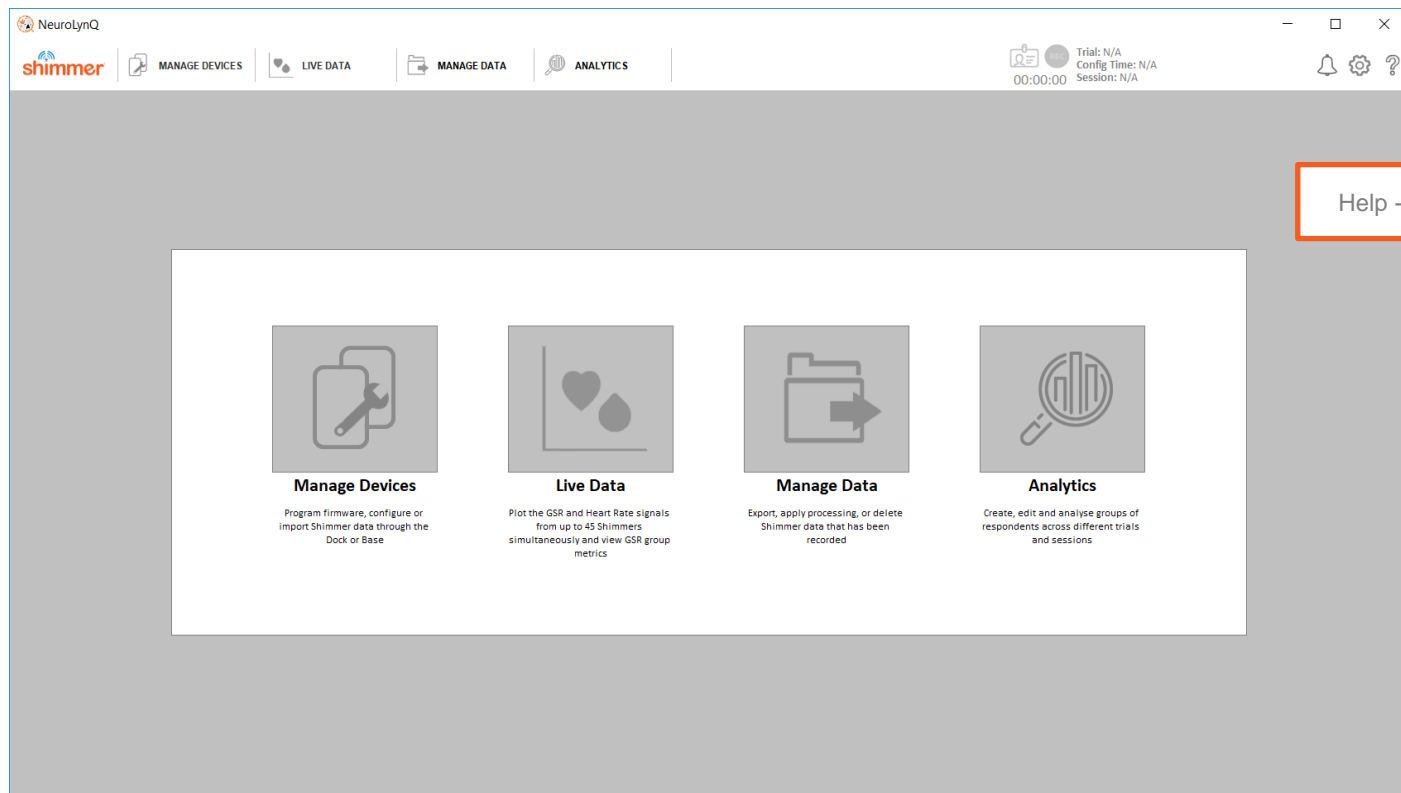 NeuroLynQ
shimmer
MANAGE DEVICES
LIVE DATA
MANAGE DATA
ANALYTICS
REC
00:00:00
Trial: N/A
Config Time: N/A
Session: N/A
Help -
Manage Devices
Program firmware, configure or
import Shimmer data through the
Dock or Base
Live Data
Plot the GSR and Heart Rate signals
from up to 45 Shimmers
simultaneously and view GSR group
metrics
Manage Data
Export, apply processing, or delete
Shimmer data that has been
recorded
Analytics
Create, edit and analyse groups of
respondents across different trials
and sessions